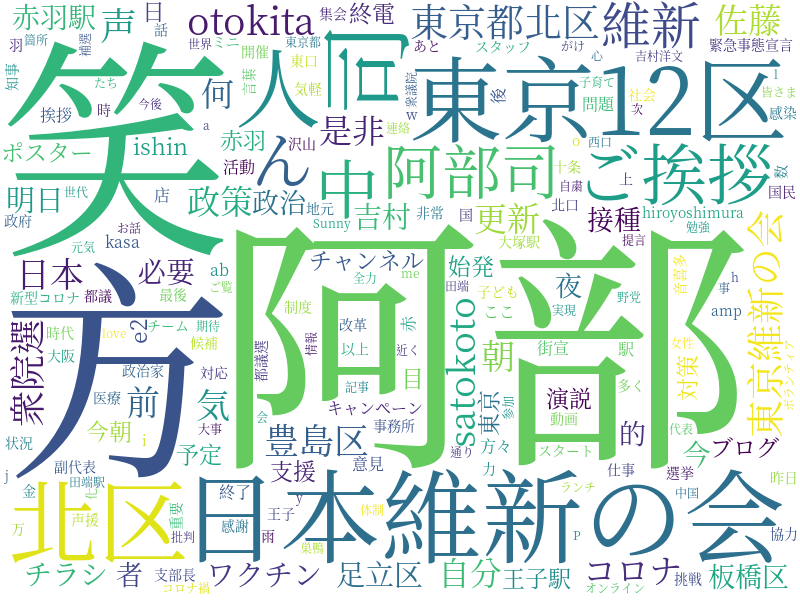 赤羽駅
声
日
話
otokita
集会
終電
東京都北区
維新
佐藤
羽
箇所
補選
世界
ミニ
開催
東京都
あと
スタッフ
がけ
心
吉村洋文
緊急事態宣言
知事
たち
言葉
東口
気軽
何
人
司
衆議院
後
子育て
問題
社会
皆さま
感染
笑
挨拶
時
今後
a
w
東京12区
l
次
連絡
ポスター
ishin
赤羽
沢山
是非
ん
中
阿部司
o
西口
十条
ご挨拶
数
活動
自粛
上
国民
明日
世代
店
政策
政治
地元
吉村
非常
国
更新
北口
接種
hiroyoshimura
政府
お話
kasa
Sunny
大塚駅
提言
勉強
元気
日本
必要
ab
ご覧
チャンネル
全力
me
始発
田端
子ども
夜
野党
音喜多
事
h
東京維新の会
新型コロナ
都議
最後
方
阿部
制度
改革
赤
ここ
実現
amp
衆院選
時代
love
チーム
期待
e2
候補
都議選
情報
以上
近く
satokoto
朝
街宣
駅
対策
女性
ボランティア
大阪
政治家
医療
対応
前
気
記事
目
東京
演説
多く
今朝
i
大事
会
キャンペーン
参加
動画
代表
的
今
ブログ
状況
予定
豊島区
事務所
通り
方々
スタート
j
副代表
支援
意見
力
仕事
選挙
昨日
金
田端駅
化
北区
終了
y
日本維新の会
ランチ
中国
万
声援
重要
感謝
王子
雨
体制
P
協力
批判
巣鴨
チラシ
者
支部長
ワクチン
足立区
自分
王子駅
コロナ
挑戦
板橋区
コロナ禍
オンライン